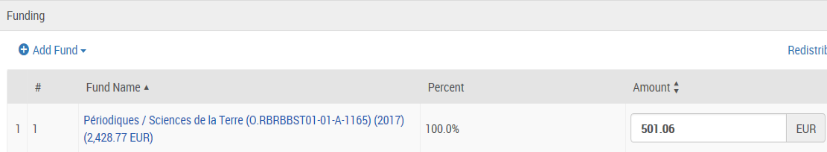 Funding
Add Fund
# Fund Name Percent Amount
1 1 Périodiques / Sciences de la Terre (O.RBRBBST01-01-A-1165) (2017) 100.0% 501.06 EUR
(2,428.77 EUR)